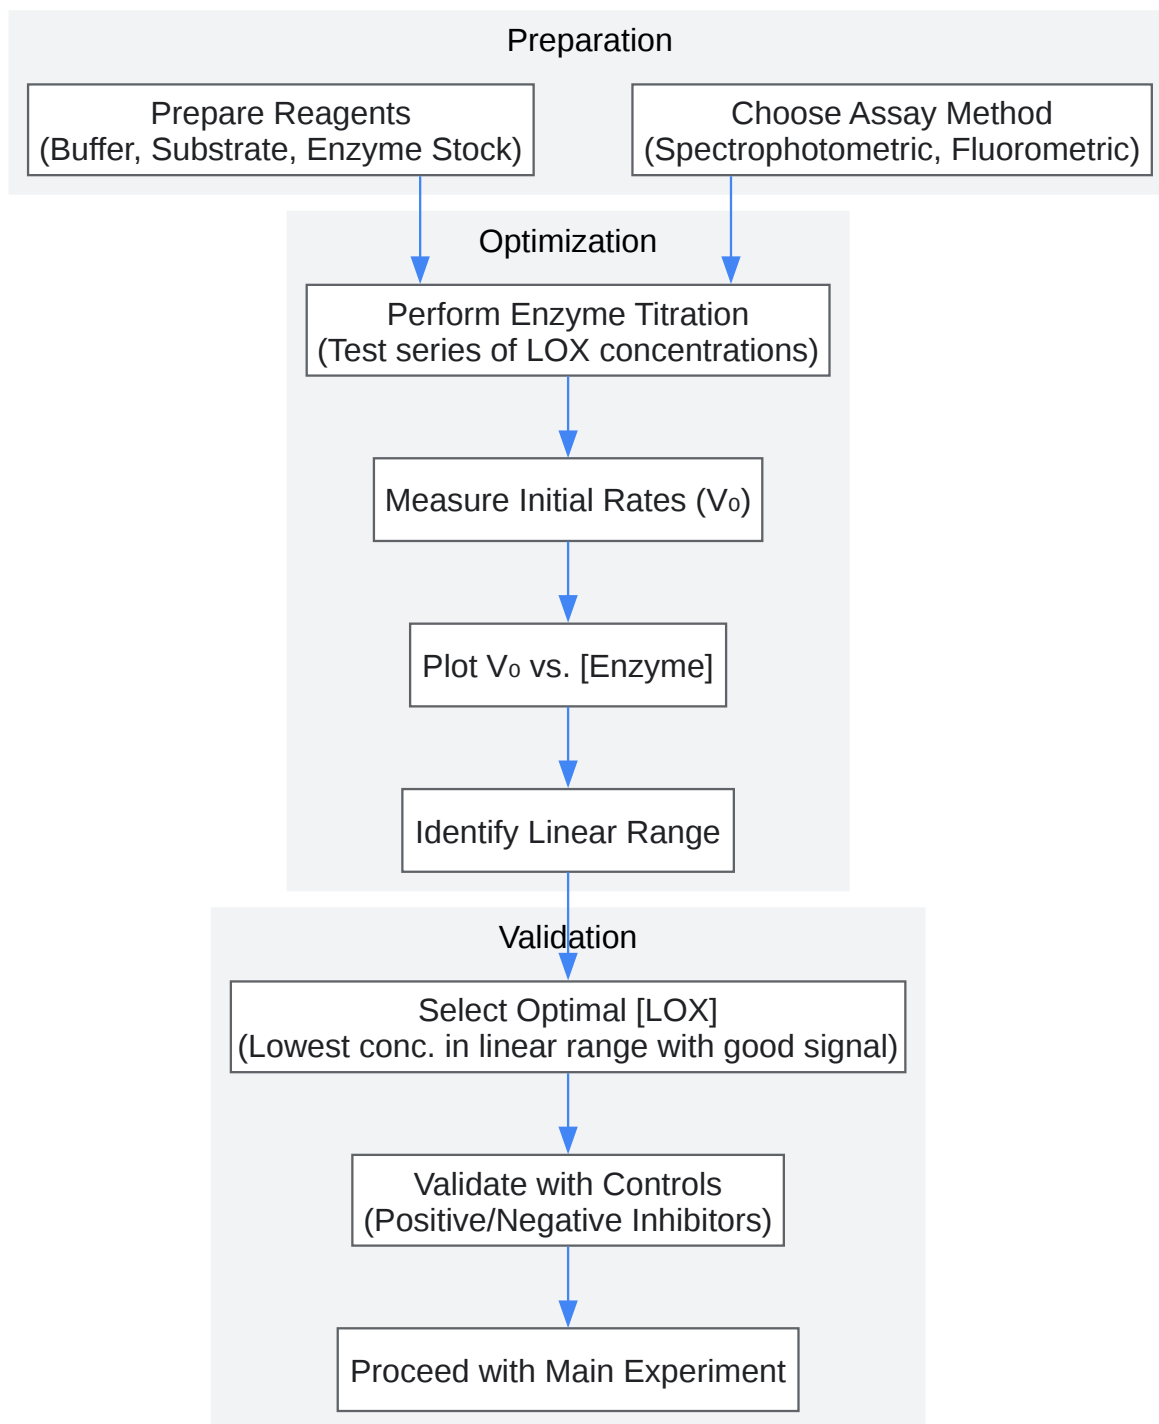 Preparation
Prepare Reagents
(Buffer, Substrate, Enzyme Stock)
Choose Assay Method
(Spectrophotometric, Fluorometric)
Optimization
Perform Enzyme Titration
(Test series of LOX concentrations)
Measure Initial Rates (V₀)
Plot V₀ vs. [Enzyme]
Identify Linear Range
Validation
Select Optimal [LOX]
(Lowest conc. in linear range with good signal)
Validate with Controls
(Positive/Negative Inhibitors)
Proceed with Main Experiment